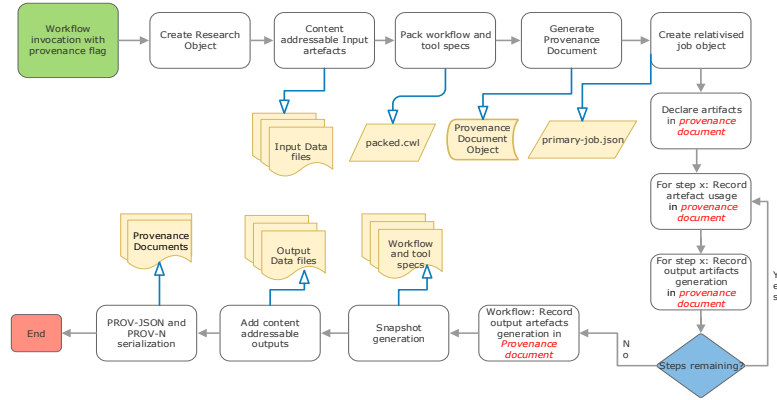 Workflow
invocation with
provenance flag
Create Research
Object
Content
addressable Input
artefacts
Pack workflow and
tool specs
Generate
Provenance
Document
Create relativised
job object
Input Data
files
packed.cwl
Provenance
Document
Object
primary-job.json
Declare artifacts
in provenance
document
For step x: Record
artefact usage
in provenance
document
For step x: Record
output artifacts
generation
in provenance
document
Y
e
s
Steps remaining?
N
o
Workflow: Record
output artefacts
generation in
Provenance
document
Snapshot
generation
Workflow
and tool
specs
Add content
addressable
outputs
Output
Data files
PROV-JSON and
PROV-N
serialization
Provenance
Documents
End